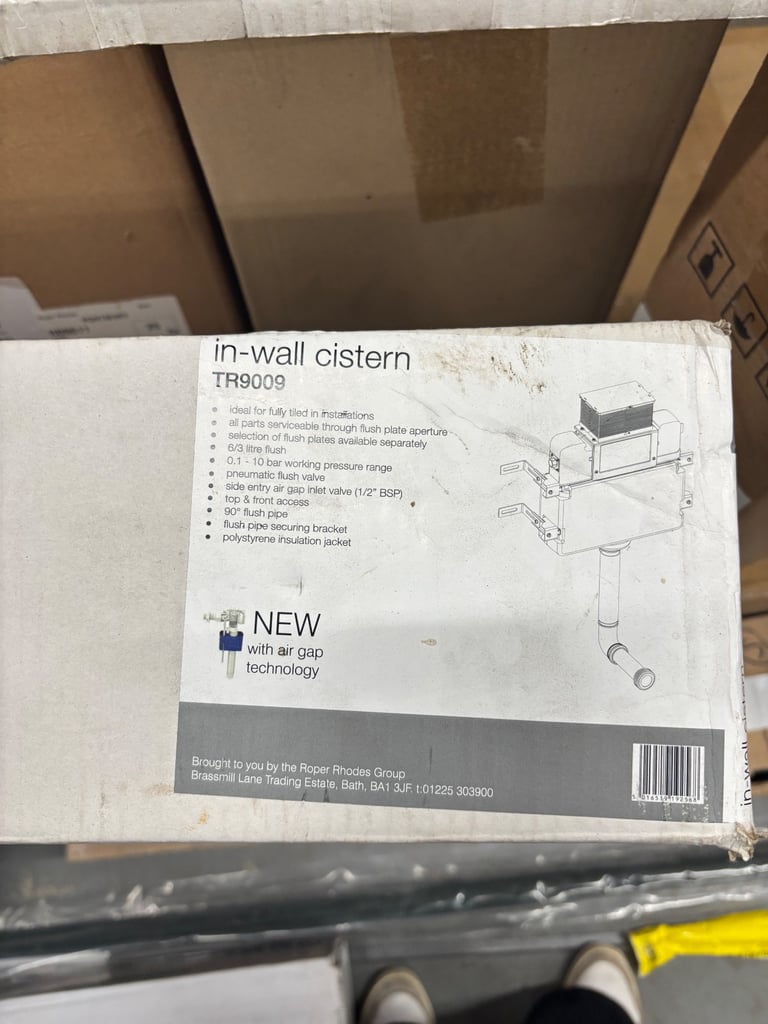 in-wall cistern
TR9009
• ideal for fully tiled in installations
• all parts serviceable through flush plate aperture
• selection of flush plates available separately
• 6/3 litre flush
• 0.1 - 10 bar working pressure range
• pneumatic flush valve
• side entry air gap inlet valve (1/2" BSP)
• top & front access
• 90° flush pipe
• flush pipe securing bracket
• polystyrene insulation jacket
NEW
with air gap
technology
Brought to you by the Roper Rhodes Group
Brassmill Lane Trading Estate, Bath, BA1 3JF. t:01225 303900
in-wall